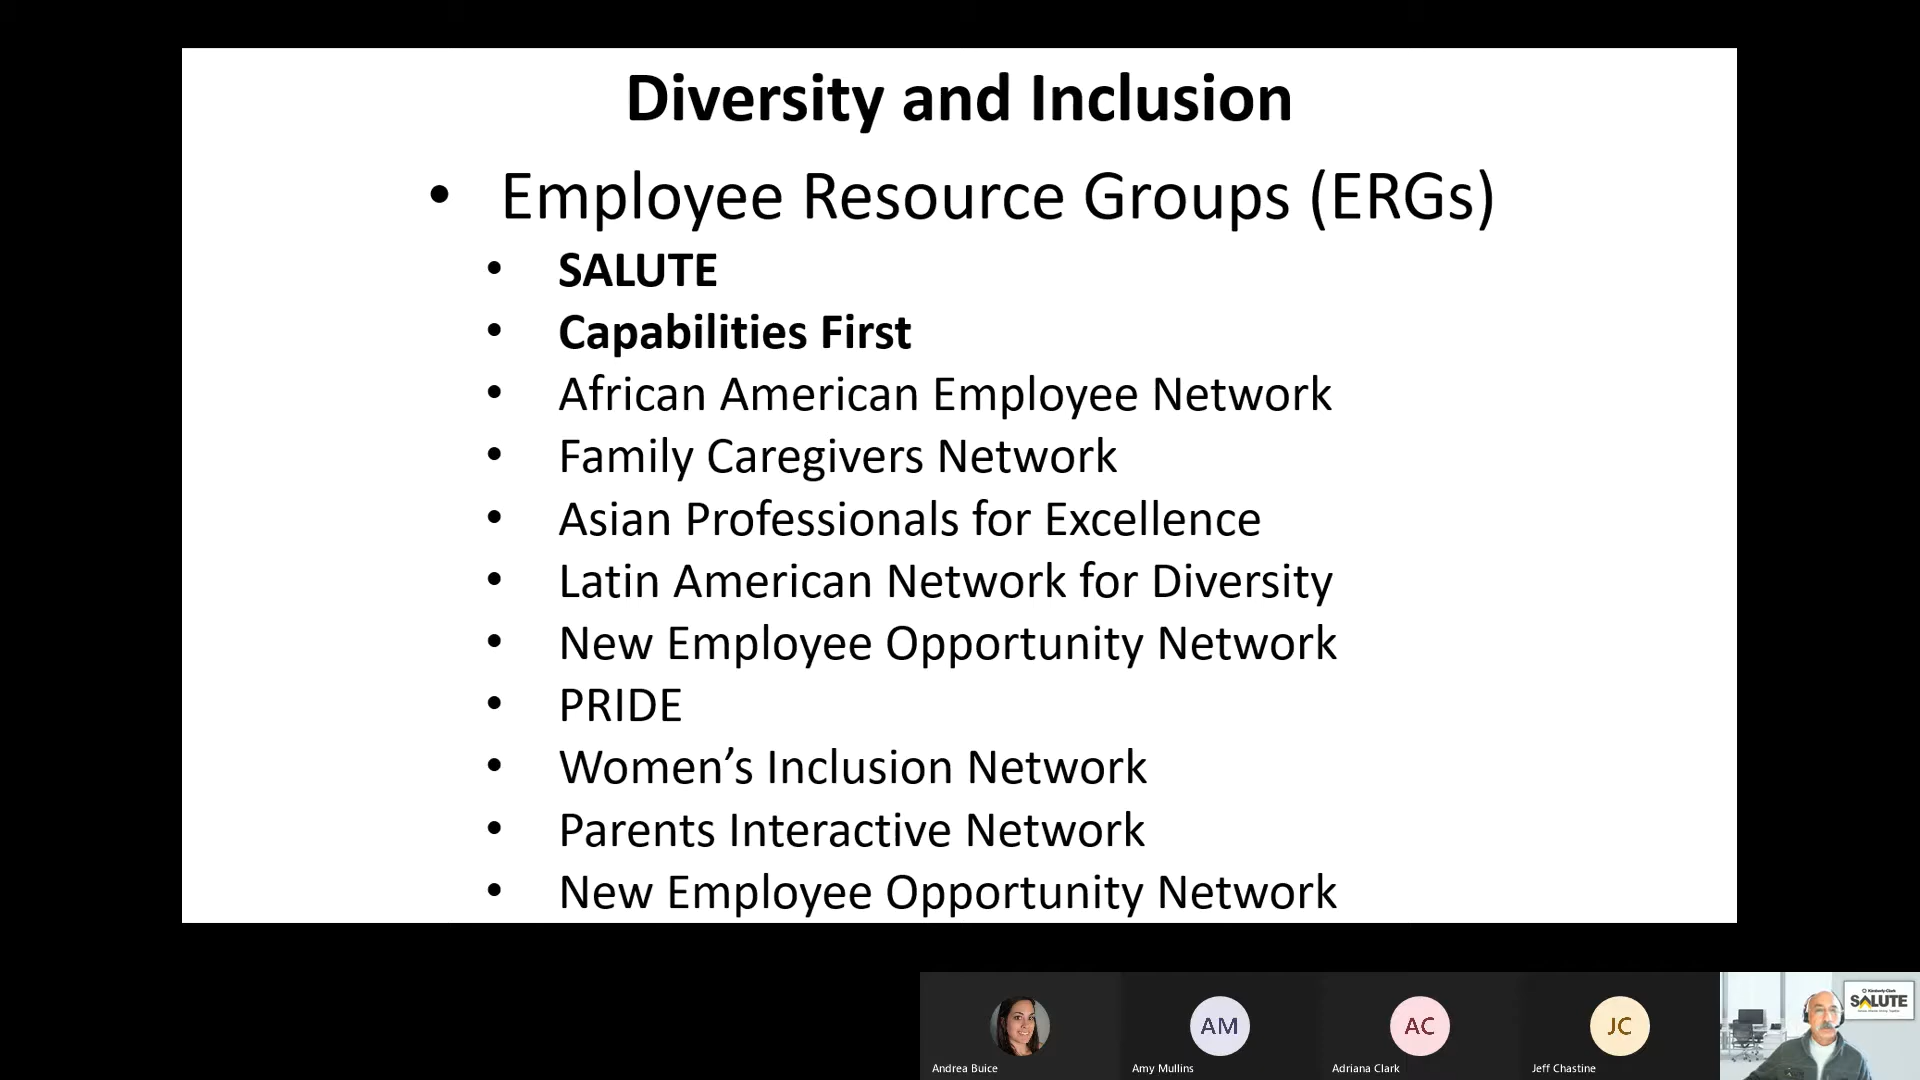 Diversity and Inclusion
• Employee Resource Groups (ERGs)
• SALUTE
• Capabilities First
• African American Employee Network
• Family Caregivers Network
• Asian Professionals for Excellence
• Latin American Network for Diversity
• New Employee Opportunity Network
• PRIDE
• Women’s Inclusion Network
• Parents Interactive Network
• New Employee Opportunity Network
AM
AC
JC
Kimberly-Clark
SALUTE
Andrea Buice
Amy Mullins
Adriana Clark
Jeff Chastine